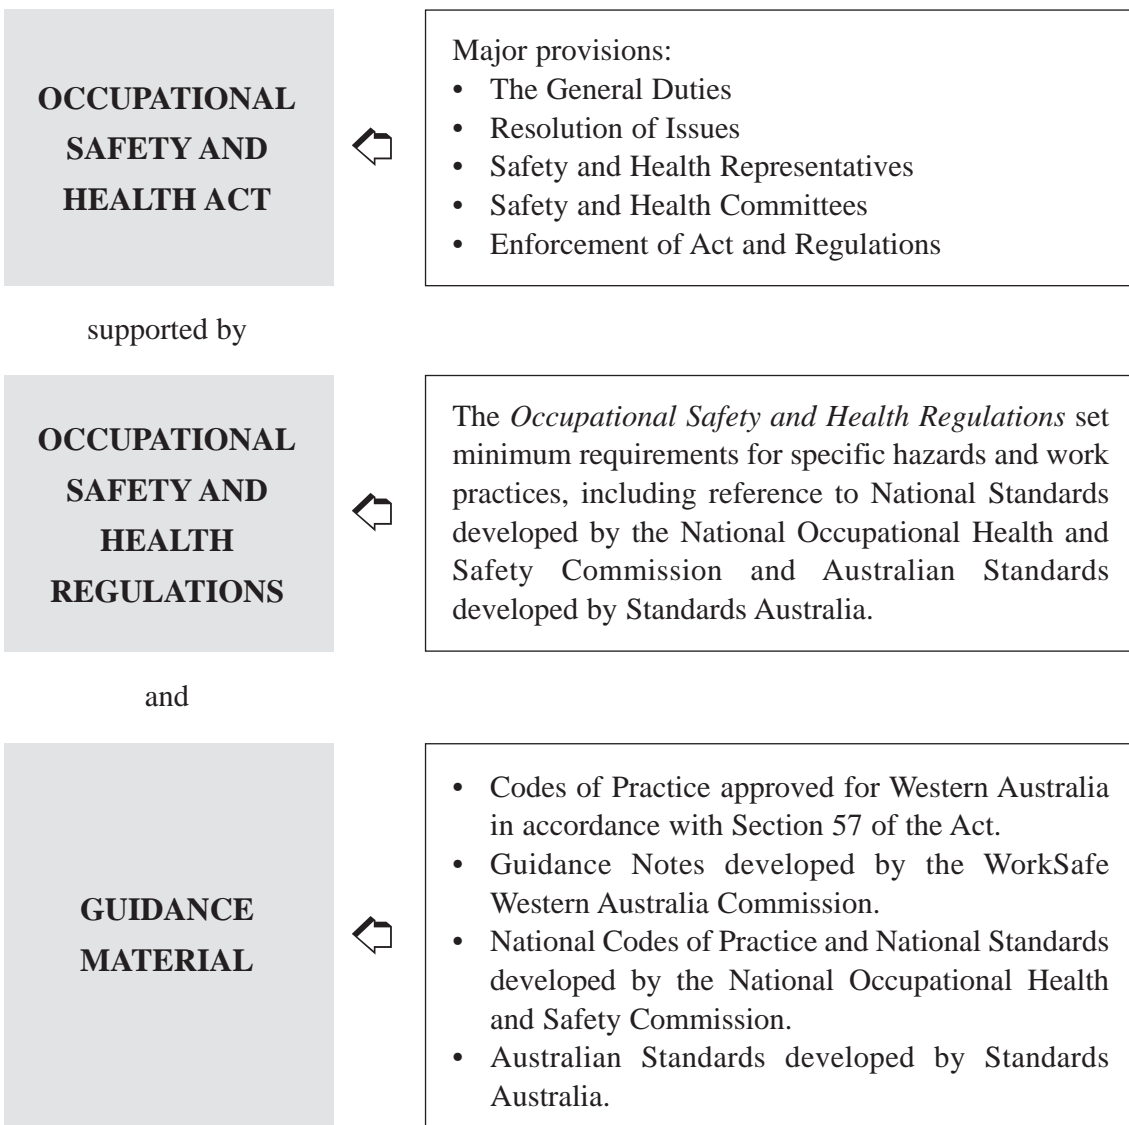 OCCUPATIONAL
SAFETY AND
HEALTH ACT
Major provisions:
• The General Duties
• Resolution of Issues
• Safety and Health Representatives
• Safety and Health Committees
• Enforcement of Act and Regulations
supported by
OCCUPATIONAL
SAFETY AND
HEALTH
REGULATIONS
The Occupational Safety and Health Regulations set
minimum requirements for specific hazards and work
practices, including reference to National Standards
developed by the National Occupational Health and
Safety Commission and Australian Standards
developed by Standards Australia.
and
GUIDANCE
MATERIAL
• Codes of Practice approved for Western Australia
in accordance with Section 57 of the Act.
• Guidance Notes developed by the WorkSafe
Western Australia Commission.
• National Codes of Practice and National Standards
developed by the National Occupational Health
and Safety Commission.
• Australian Standards developed by Standards
Australia.